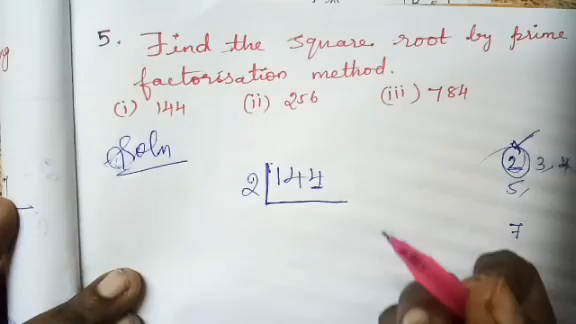 5. Find the square root by prime
factorisation method.
(i) 144 (ii) 256 (iii) 784
Soln
2 144
2, 3,
5,
7